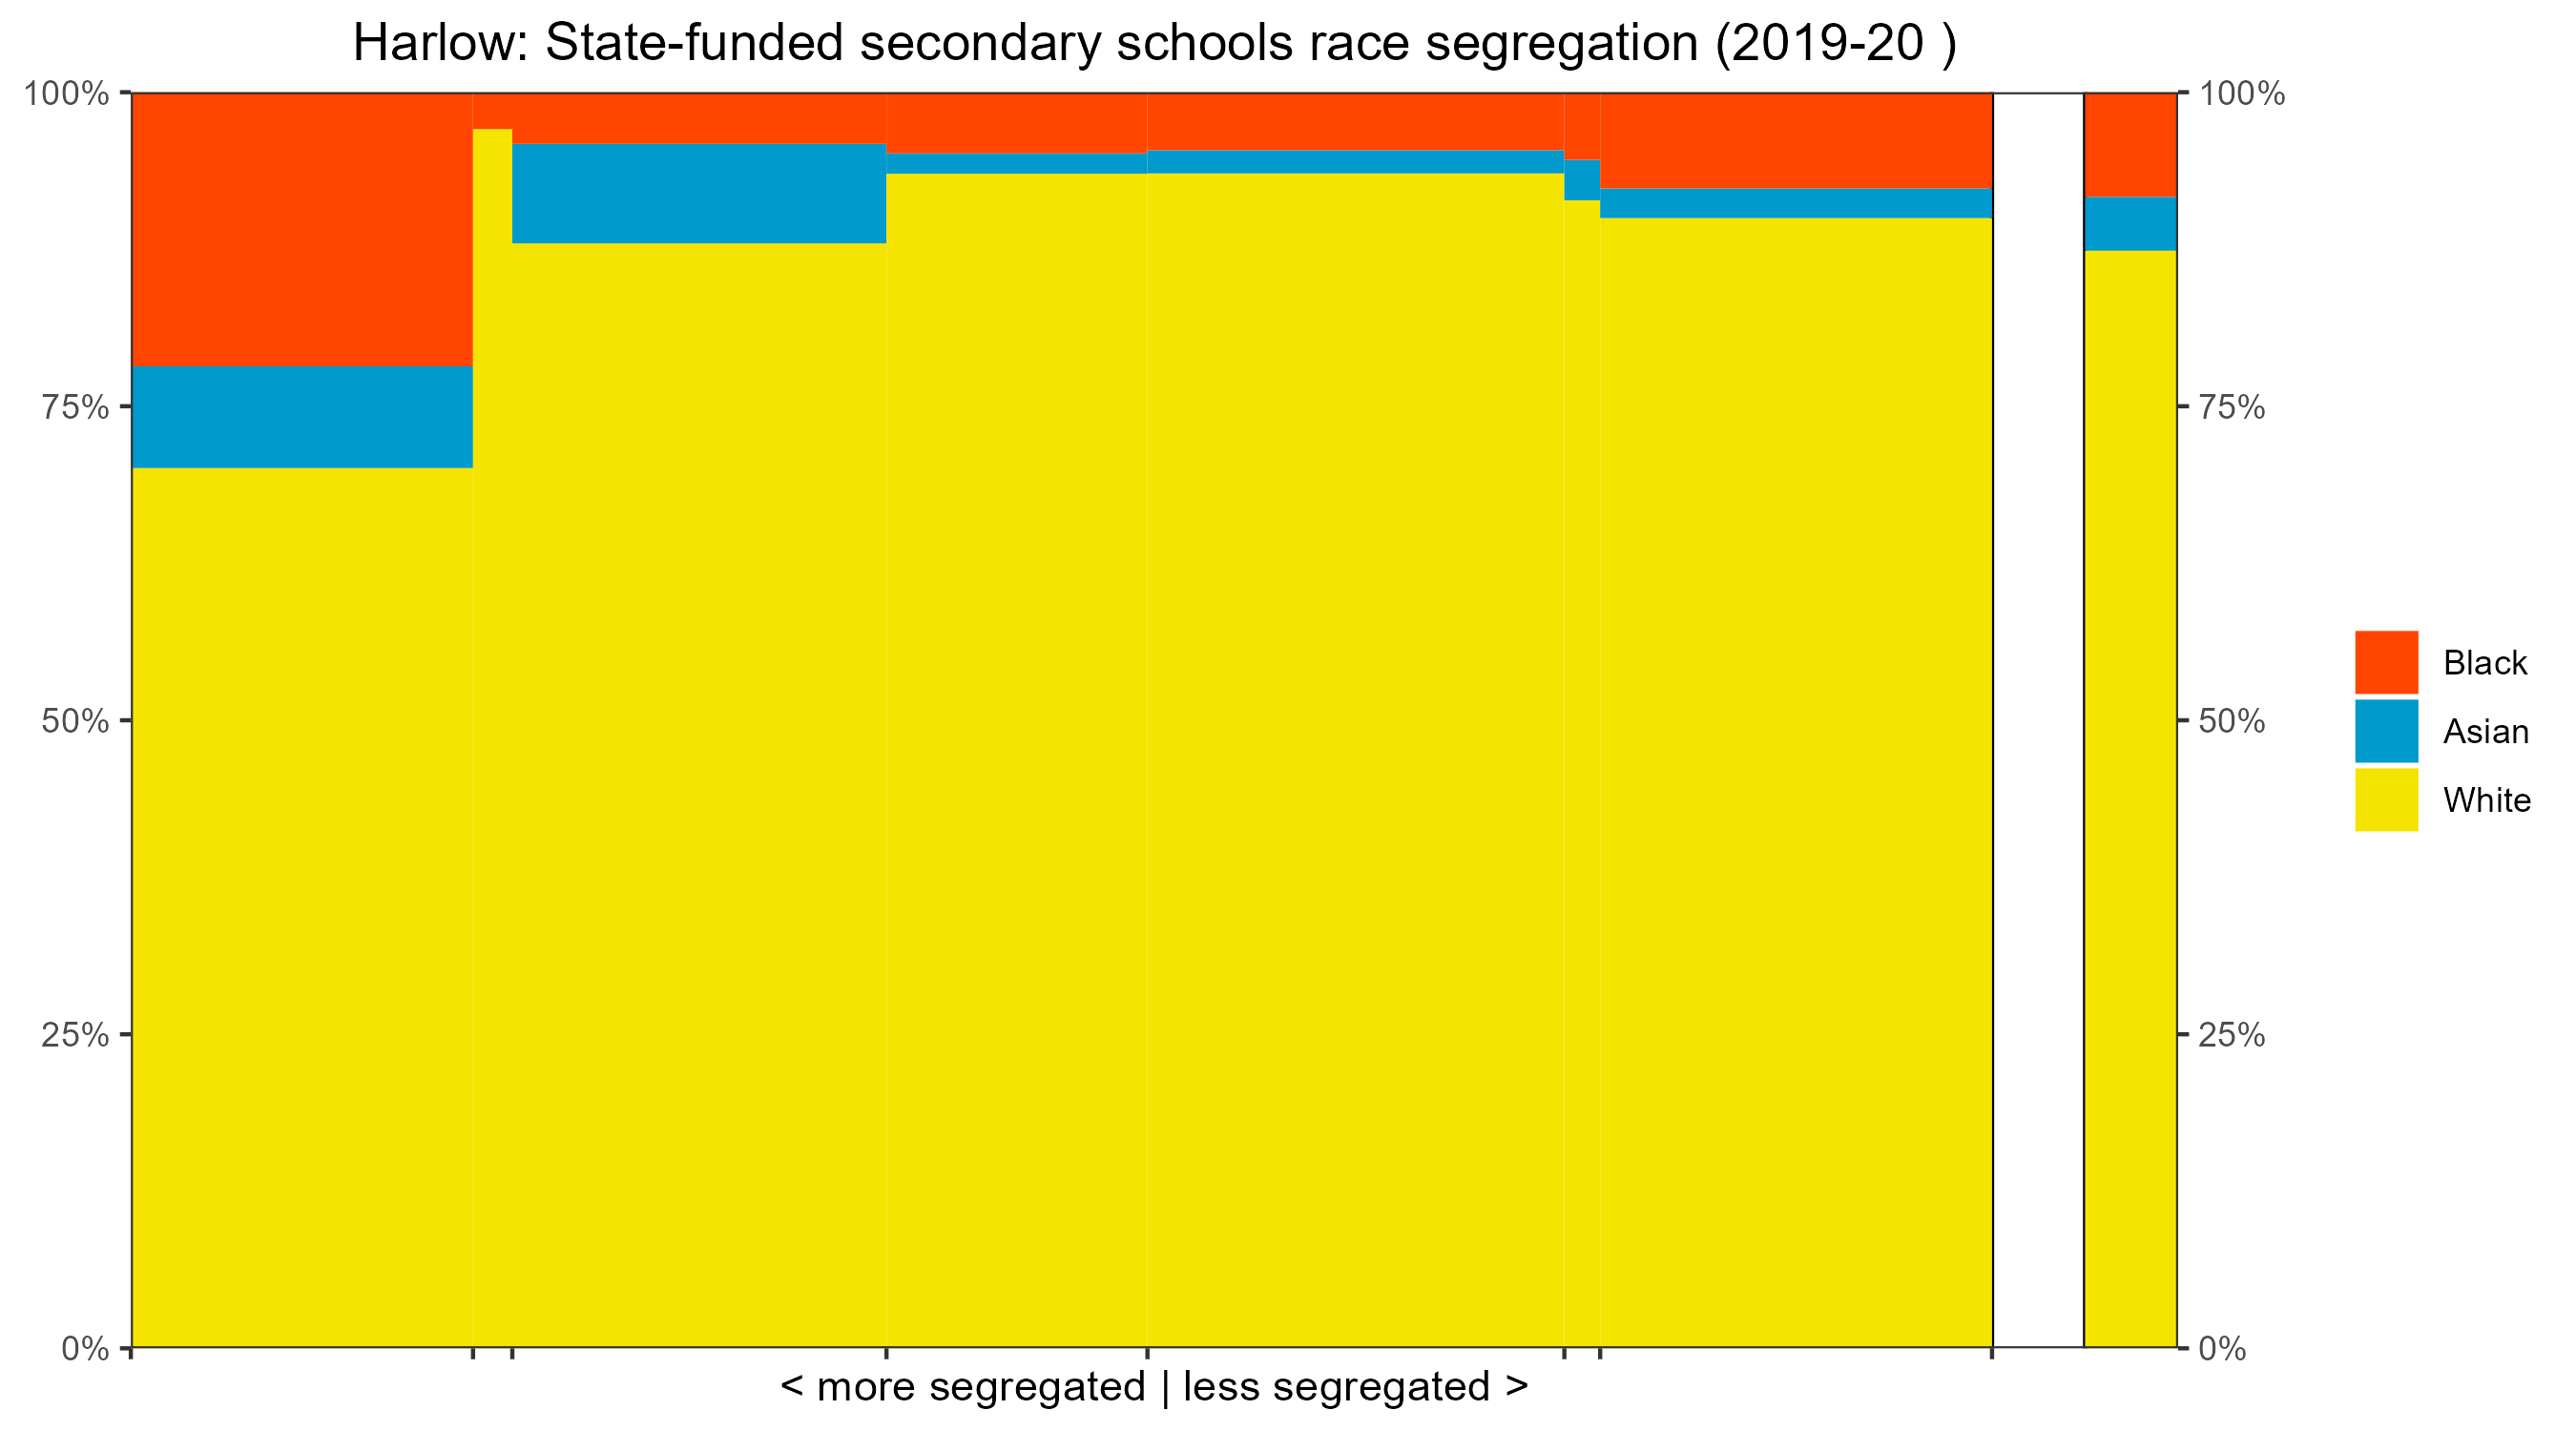 Harlow: State-funded secondary schools race segregation (2019-20 )
100%
75%
50%
25%
0%
100%
75%
50%
25%
0%
Black
Asian
White
< more segregated | less segregated >